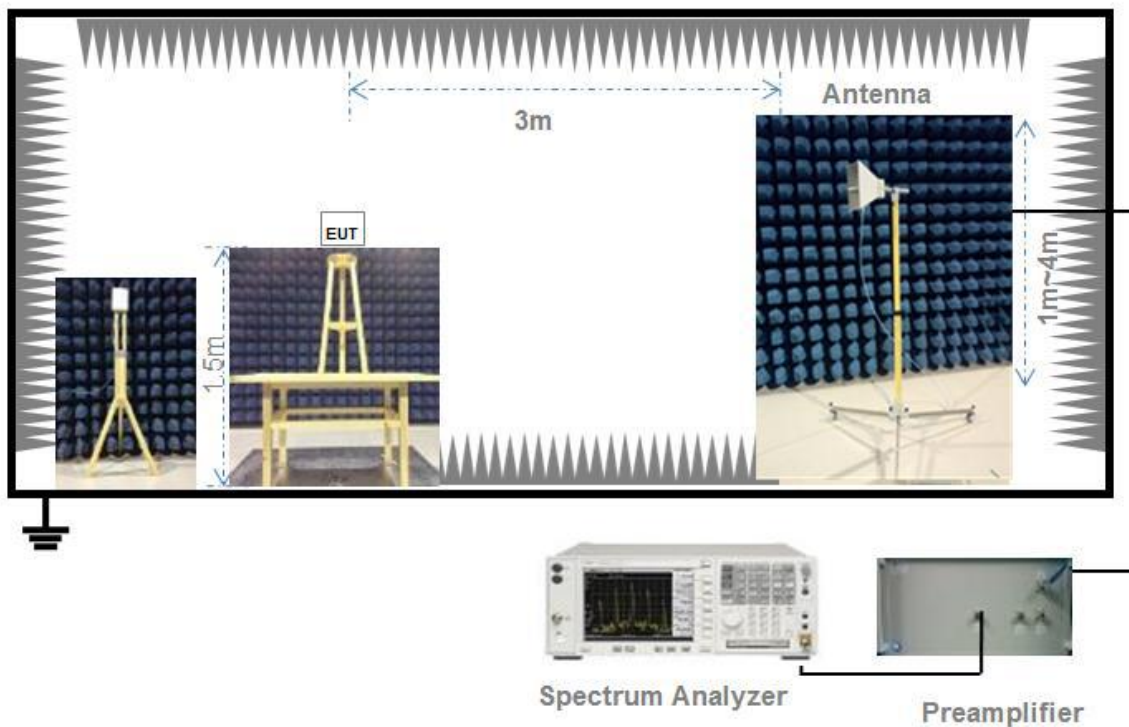 Antenna
3m
EUT
1.5m
1m~4m
Spectrum Analyzer
Preamplifier